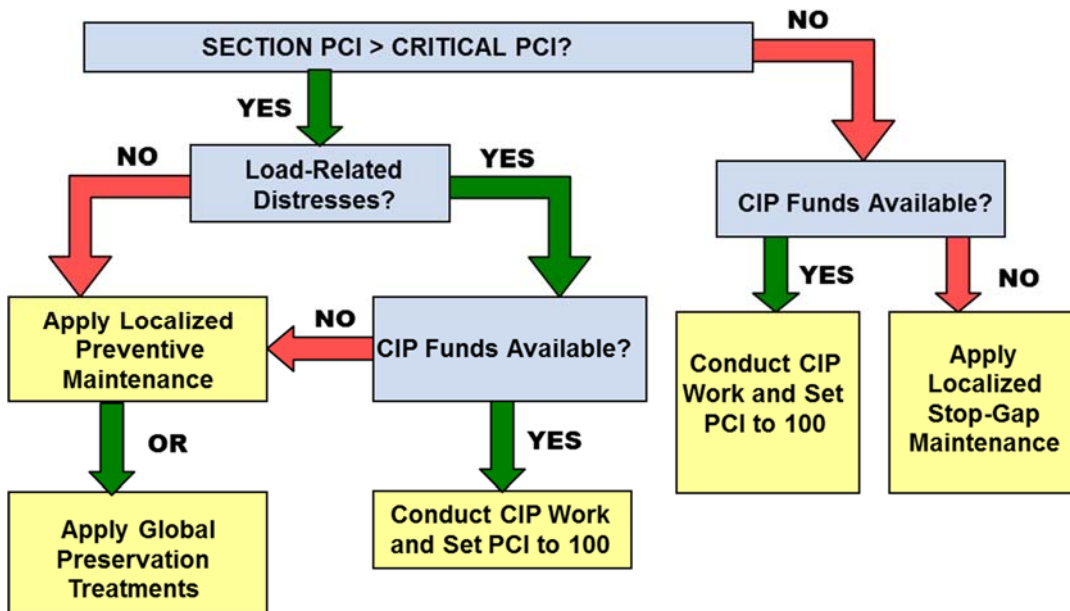 SECTION PCI > CRITICAL PCI?
NO
YES
NO
Load-Related
Distresses?
YES
CIP Funds Available?
YES
NO
Apply Localized
Preventive
Maintenance
NO
CIP Funds Available?
Conduct CIP
Work and Set
PCI to 100
Apply
Localized
Stop-Gap
Maintenance
OR
YES
Apply Global
Preservation
Treatments
Conduct CIP Work
and Set PCI to 100